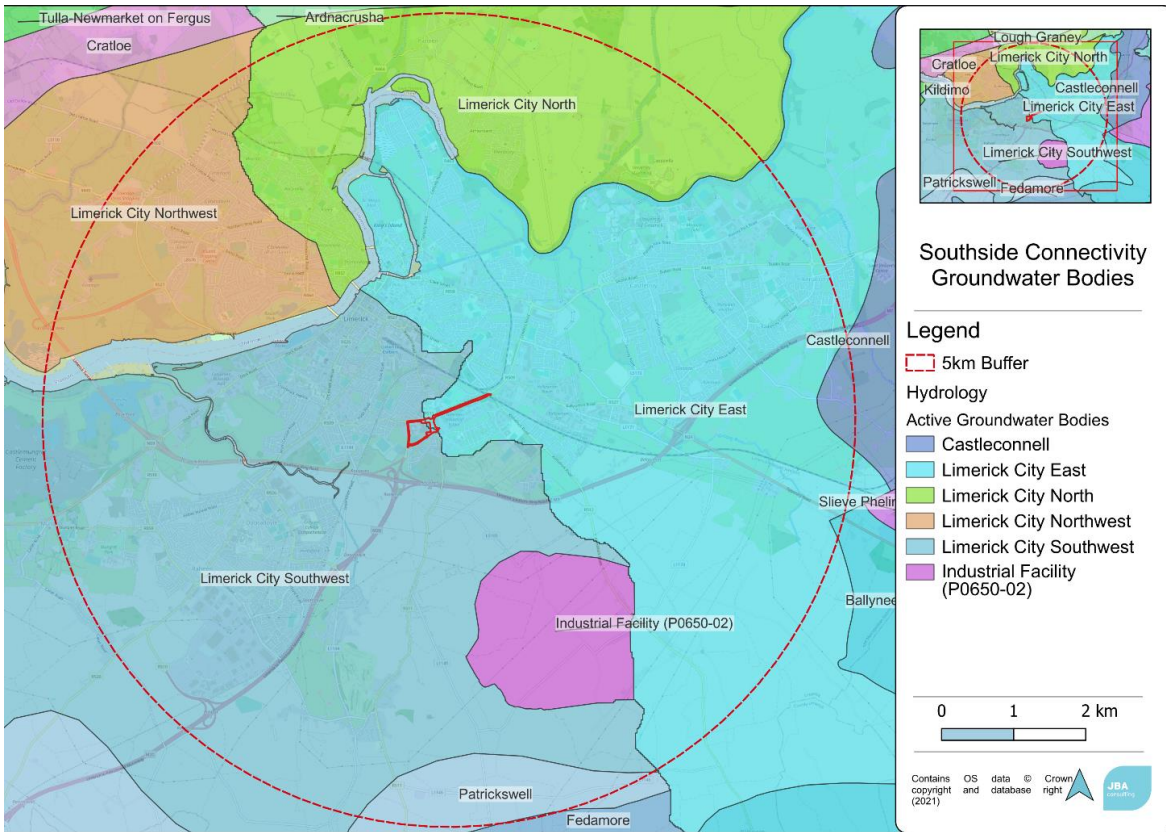 Tulla-Newmarket on Fergus
Ardnacrusha
Cratloe
Limerick City North
Limerick City Northwest
Castleconnell
Limerick City East
Slieve Phelim
Limerick City Southwest
Industrial Facility (P0650-02)
Patrickswell
Fedamore
Lough Graney
Limerick City North
Cratloe
Kildimo
Castleconnell
Limerick City East
Limerick City Southwest
Patrickswell
Fedamore
Southside Connectivity
Groundwater Bodies
Legend
5km Buffer
Hydrology
Active Groundwater Bodies
Castleconnell
Limerick City East
Limerick City North
Limerick City Northwest
Limerick City Southwest
Industrial Facility
(P0650-02)
0 1 2 km
Contains OS data © Crown
copyright and database right
(2021)
JBA
consulting